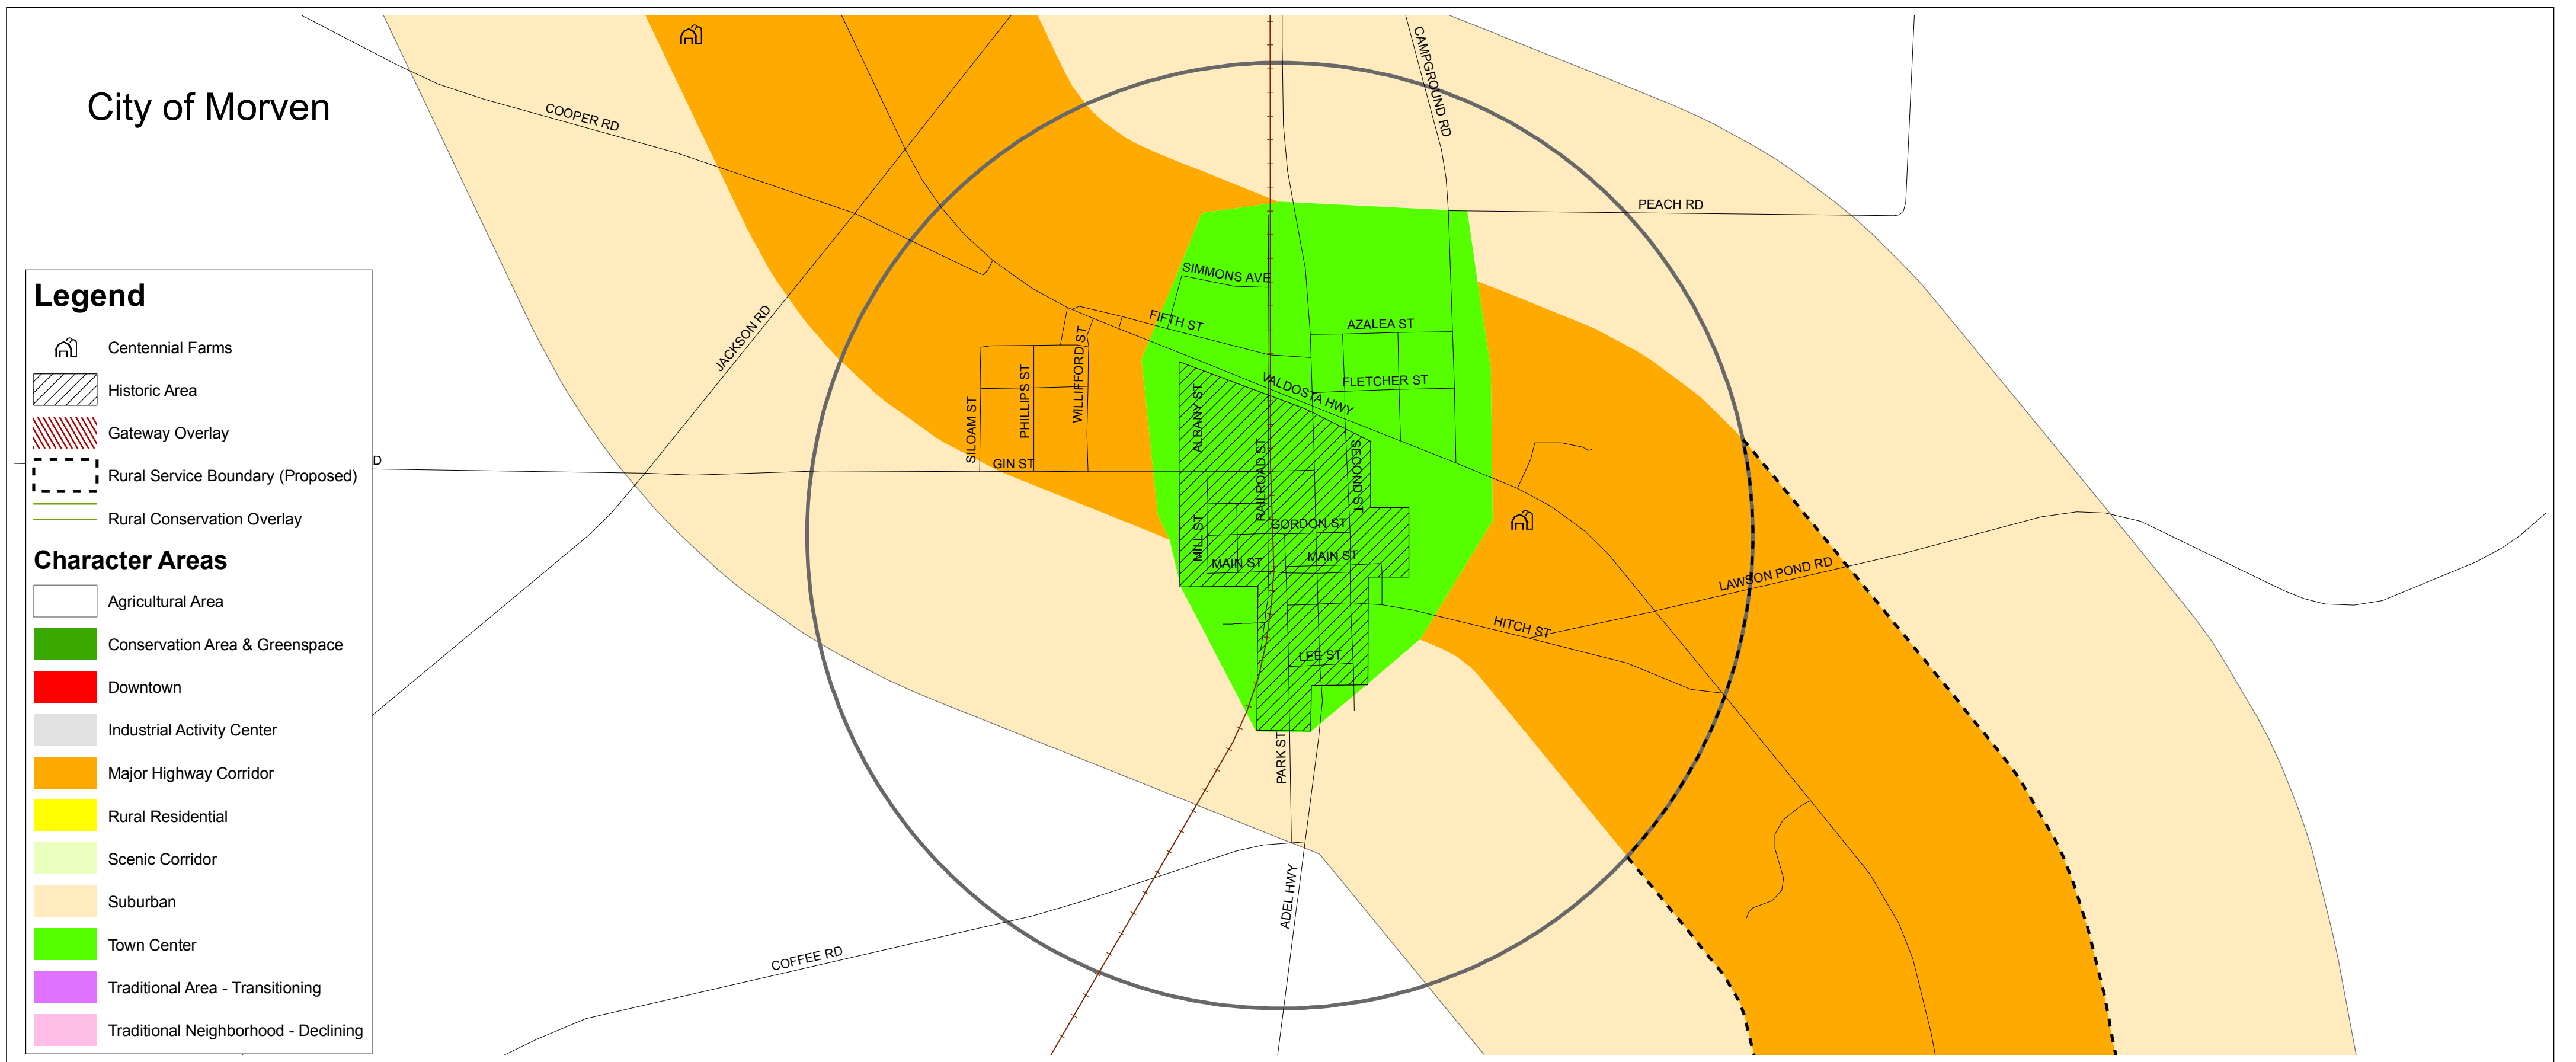 City of Morven
Legend
Centennial Farms
Historic Area
Gateway Overlay
Rural Service Boundary (Proposed)
Rural Conservation Overlay
Character Areas
Agricultural Area
Conservation Area & Greenspace
Downtown
Industrial Activity Center
Major Highway Corridor
Rural Residential
Scenic Corridor
Suburban
Town Center
Traditional Area - Transitioning
Traditional Neighborhood - Declining
CAMPGROUND RD
COOPER RD
PEACH RD
SIMMONS AVE
JACKSON RD
FIFTH ST
AZALEA ST
WILLIFFORD ST
PHILLIPS ST
SILOAM ST
VALDOSTA HWY
FLETCHER ST
ALBANY ST
RAILROAD ST
SECOND ST
D
GIN ST
GORDON ST
MILL ST
MAIN ST
MAIN ST
LAWSON POND RD
HITCH ST
LEE ST
PARK ST
ADEL HWY
COFFEE RD